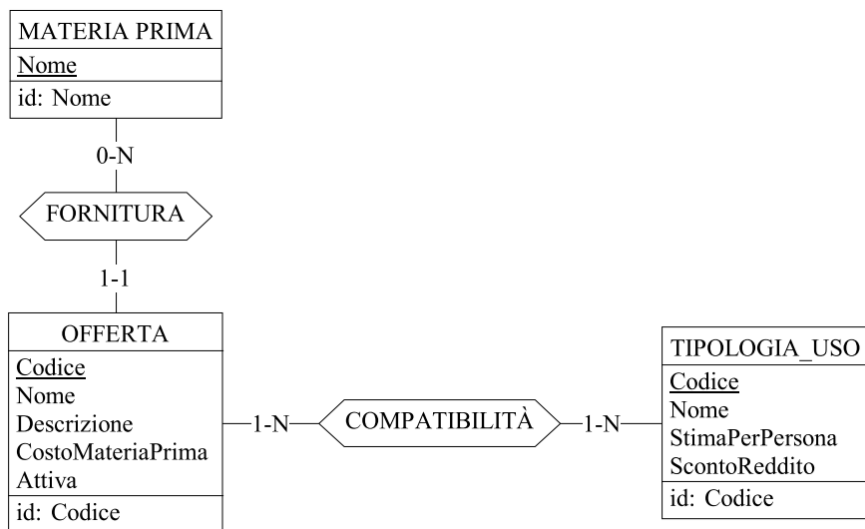 MATERIA PRIMA
Nome
id: Nome
0-N
FORNITURA
1-1
OFFERTA
Codice
Nome
Descrizione
CostoMateriaPrima
Attiva
id: Codice
1-N
COMPATIBILITÀ
1-N
TIPOLOGIA_USO
Codice
Nome
StimaPerPersona
ScontoReddito
id: Codice